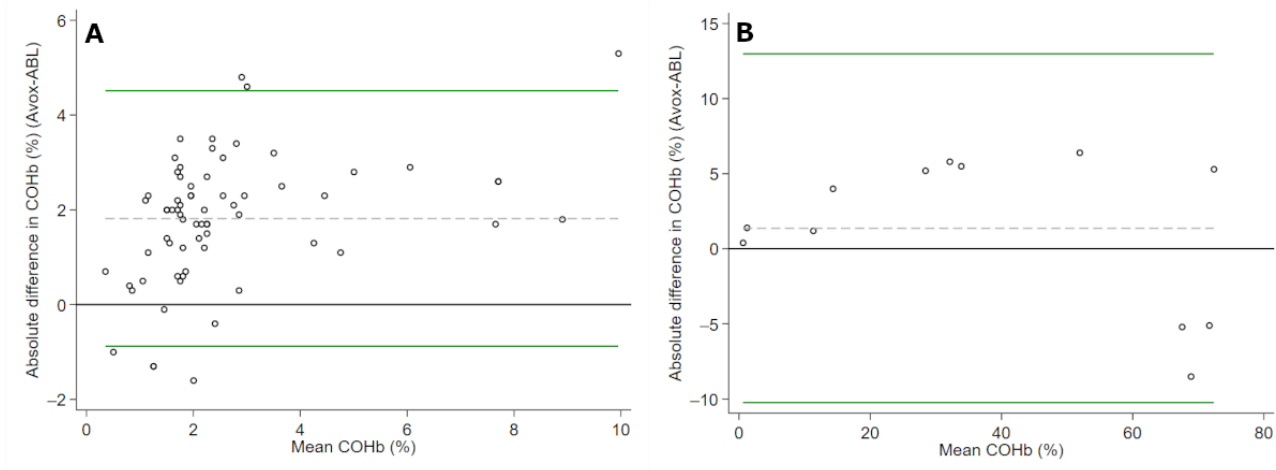 A
Absolute difference in COHb (%) (Avox-ABL)
6
4
2
0
–2
0 2 4 6 8 10
Mean COHb (%)
B
Absolute difference in COHb (%) (Avox-ABL)
15
10
5
0
–5
–10
0 20 40 60 80
Mean COHb (%)